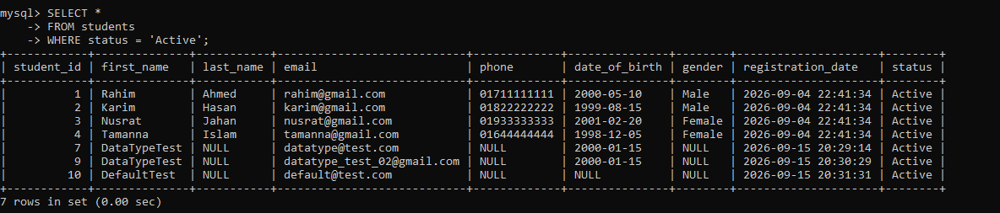 mysql> SELECT *
    -> FROM students
    -> WHERE status = 'Active';
+------------+--------------+-----------+---------------------------+-------------+---------------+--------+---------------------+--------+
| student_id | first_name   | last_name | email                     | phone       | date_of_birth | gender | registration_date   | status |
+------------+--------------+-----------+---------------------------+-------------+---------------+--------+---------------------+--------+
|          1 | Rahim        | Ahmed     | rahim@gmail.com           | 01711111111 | 2000-05-10    | Male   | 2026-09-04 22:41:34 | Active |
|          2 | Karim        | Hasan     | karim@gmail.com           | 01822222222 | 1999-08-15    | Male   | 2026-09-04 22:41:34 | Active |
|          3 | Nusrat       | Jahan     | nusrat@gmail.com          | 01933333333 | 2001-02-20    | Female | 2026-09-04 22:41:34 | Active |
|          4 | Tamanna      | Islam     | tamanna@gmail.com         | 01644444444 | 1998-12-05    | Female | 2026-09-04 22:41:34 | Active |
|          7 | DataTypeTest | NULL      | datatype@test.com         | NULL        | 2000-01-15    | NULL   | 2026-09-15 20:29:14 | Active |
|          9 | DataTypeTest | NULL      | datatype_test_02@gmail.com | NULL        | 2000-01-15    | NULL   | 2026-09-15 20:30:29 | Active |
|         10 | DefaultTest  | NULL      | default@test.com          | NULL        | NULL          | NULL   | 2026-09-15 20:31:31 | Active |
+------------+--------------+-----------+---------------------------+-------------+---------------+--------+---------------------+--------+
7 rows in set (0.00 sec)